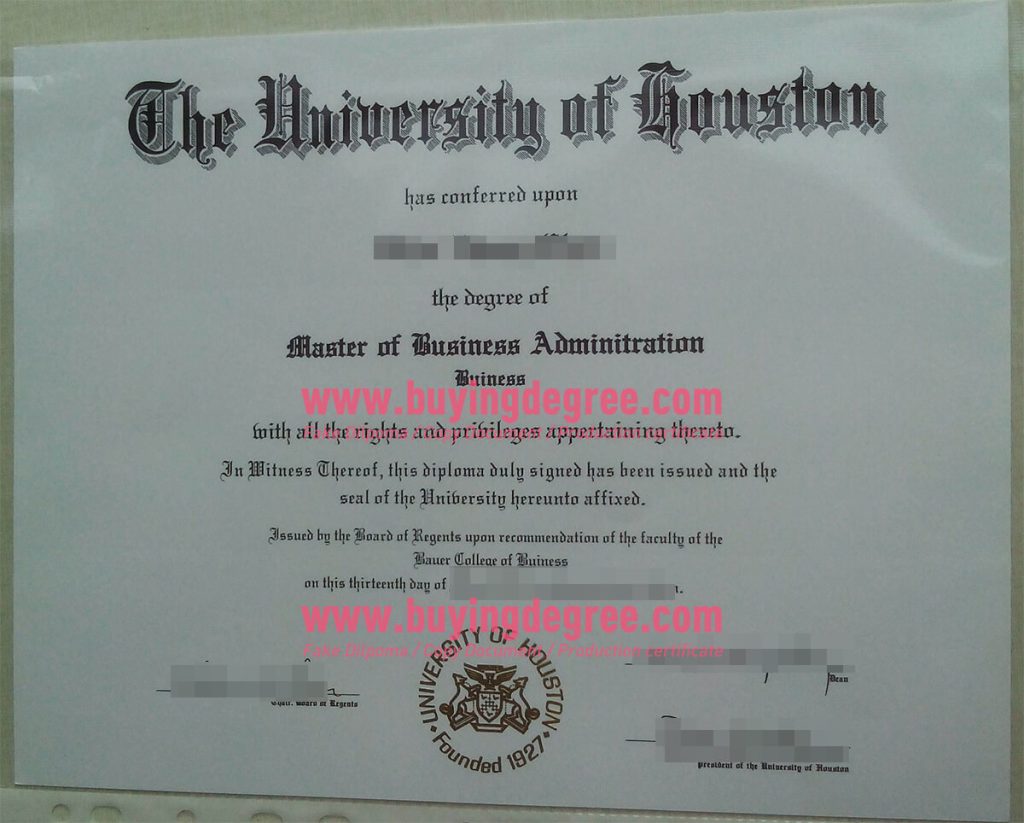 The University of Houston
has conferred upon
the degree of
Master of Business Adminitration
Buiness
www.buyingdegree.com
with all the rights and privileges appertaining thereto.
In Witness Thereof, this diploma duly signed has been issued and the
seal of the University hereunto affixed.
Issued by the Board of Regents upon recommendation of the faculty of the
Bauer College of Buiness
on this thirteenth day of
www.buyingdegree.com
Fake Dilpoma / Copy Document / Production certificate
UNIVERSITY OF HOUSTON
Founded 1927
Dean
Chair, Board of Regents
president of the University of Houston